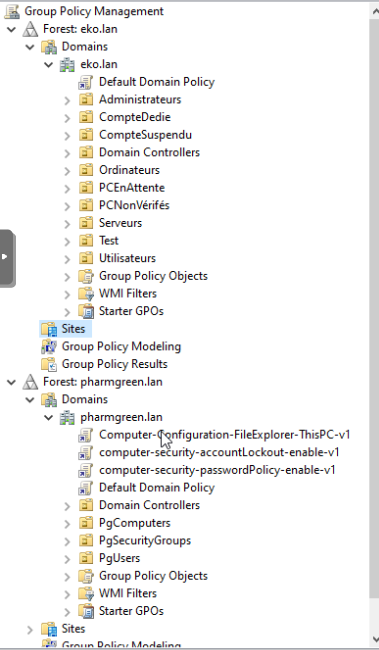 Group Policy Management
Forest: eko.lan
Domains
eko.lan
Default Domain Policy
Administrateurs
CompteDedie
CompteSuspendu
Domain Controllers
Ordinateurs
PCEnAttente
PCNonVérifés
Serveurs
Test
Utilisateurs
Group Policy Objects
WMI Filters
Starter GPOs
Sites
Group Policy Modeling
Group Policy Results
Forest: pharmgreen.lan
Domains
pharmgreen.lan
Computer-Configuration-FileExplorer-ThisPC-v1
computer-security-accountLockout-enable-v1
computer-security-passwordPolicy-enable-v1
Default Domain Policy
Domain Controllers
PgComputers
PgSecurityGroups
PgUsers
Group Policy Objects
WMI Filters
Starter GPOs
Sites
Group Policy Modeling